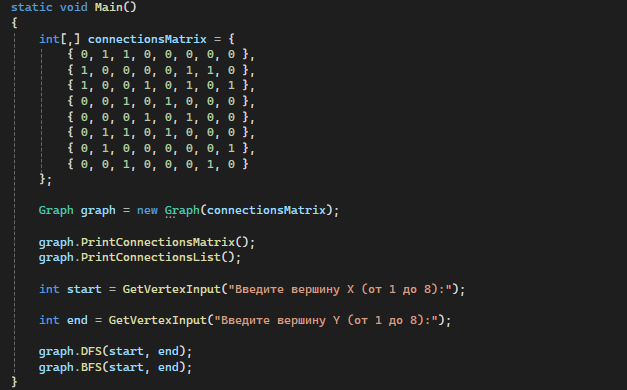 static void Main()
{
int[,] connectionsMatrix = {
{ 0, 1, 1, 0, 0, 0, 0, 0 },
{ 1, 0, 0, 0, 0, 1, 1, 0 },
{ 1, 0, 0, 1, 0, 1, 0, 1 },
{ 0, 0, 1, 0, 1, 0, 0, 0 },
{ 0, 0, 0, 1, 0, 1, 0, 0 },
{ 0, 1, 1, 0, 1, 0, 0, 0 },
{ 0, 1, 0, 0, 0, 0, 0, 1 },
{ 0, 0, 1, 0, 0, 0, 1, 0 }
};
Graph graph = new Graph(connectionsMatrix);
graph.PrintConnectionsMatrix();
graph.PrintConnectionsList();
int start = GetVertexInput("Введите вершину X (от 1 до 8):");
int end = GetVertexInput("Введите вершину Y (от 1 до 8):");
graph.DFS(start, end);
graph.BFS(start, end);
}